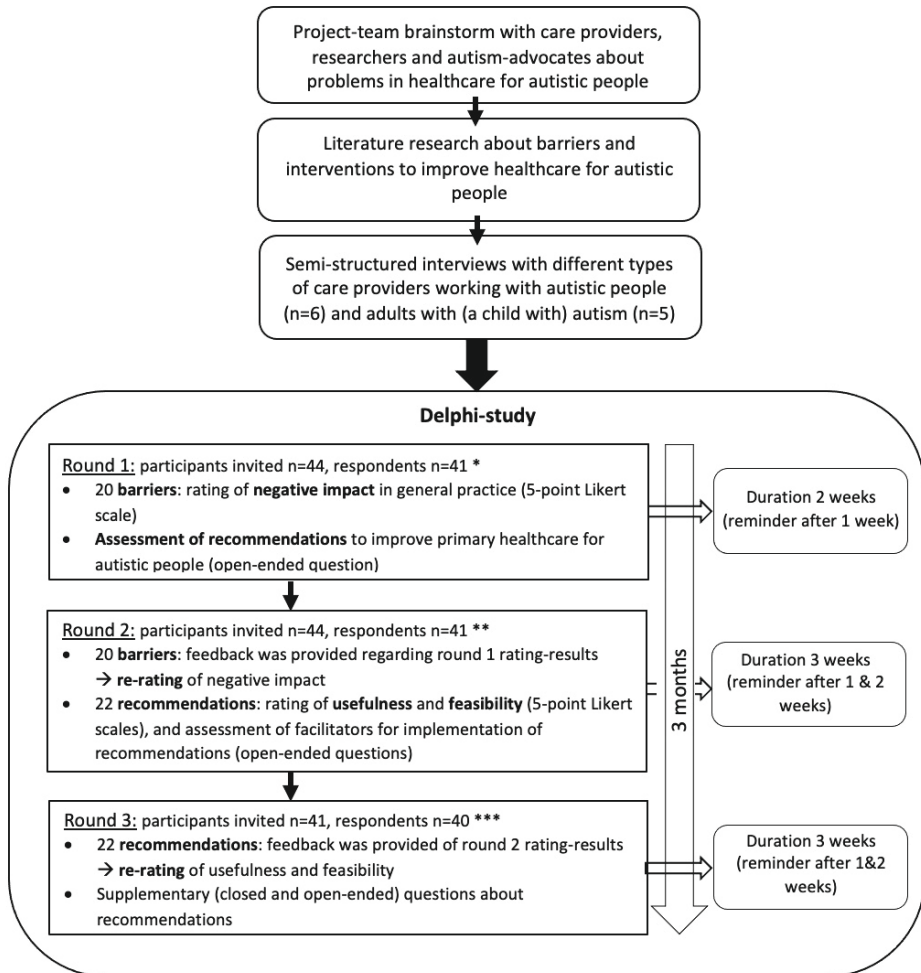 Project-team brainstorm with care providers,
researchers and autism-advocates about
problems in healthcare for autistic people
Literature research about barriers and
interventions to improve healthcare for autistic
people
Semi-structured interviews with different types
of care providers working with autistic people
(n=6) and adults with (a child with) autism (n=5)
Delphi-study
Round 1: participants invited n=44, respondents n=41 *
• 20 barriers: rating of negative impact in general practice (5-point Likert
scale)
• Assessment of recommendations to improve primary healthcare for
autistic people (open-ended question)
Duration 2 weeks
(reminder after 1 week)
Round 2: participants invited n=44, respondents n=41 **
• 20 barriers: feedback was provided regarding round 1 rating-results
→ re-rating of negative impact
• 22 recommendations: rating of usefulness and feasibility (5-point Likert
scales), and assessment of facilitators for implementation of
recommendations (open-ended questions)
Duration 3 weeks
(reminder after 1 & 2
weeks)
3 months
Round 3: participants invited n=41, respondents n=40 ***
• 22 recommendations: feedback was provided of round 2 rating-results
→ re-rating of usefulness and feasibility
• Supplementary (closed and open-ended) questions about
recommendations
Duration 3 weeks
(reminder after 1&2
weeks)